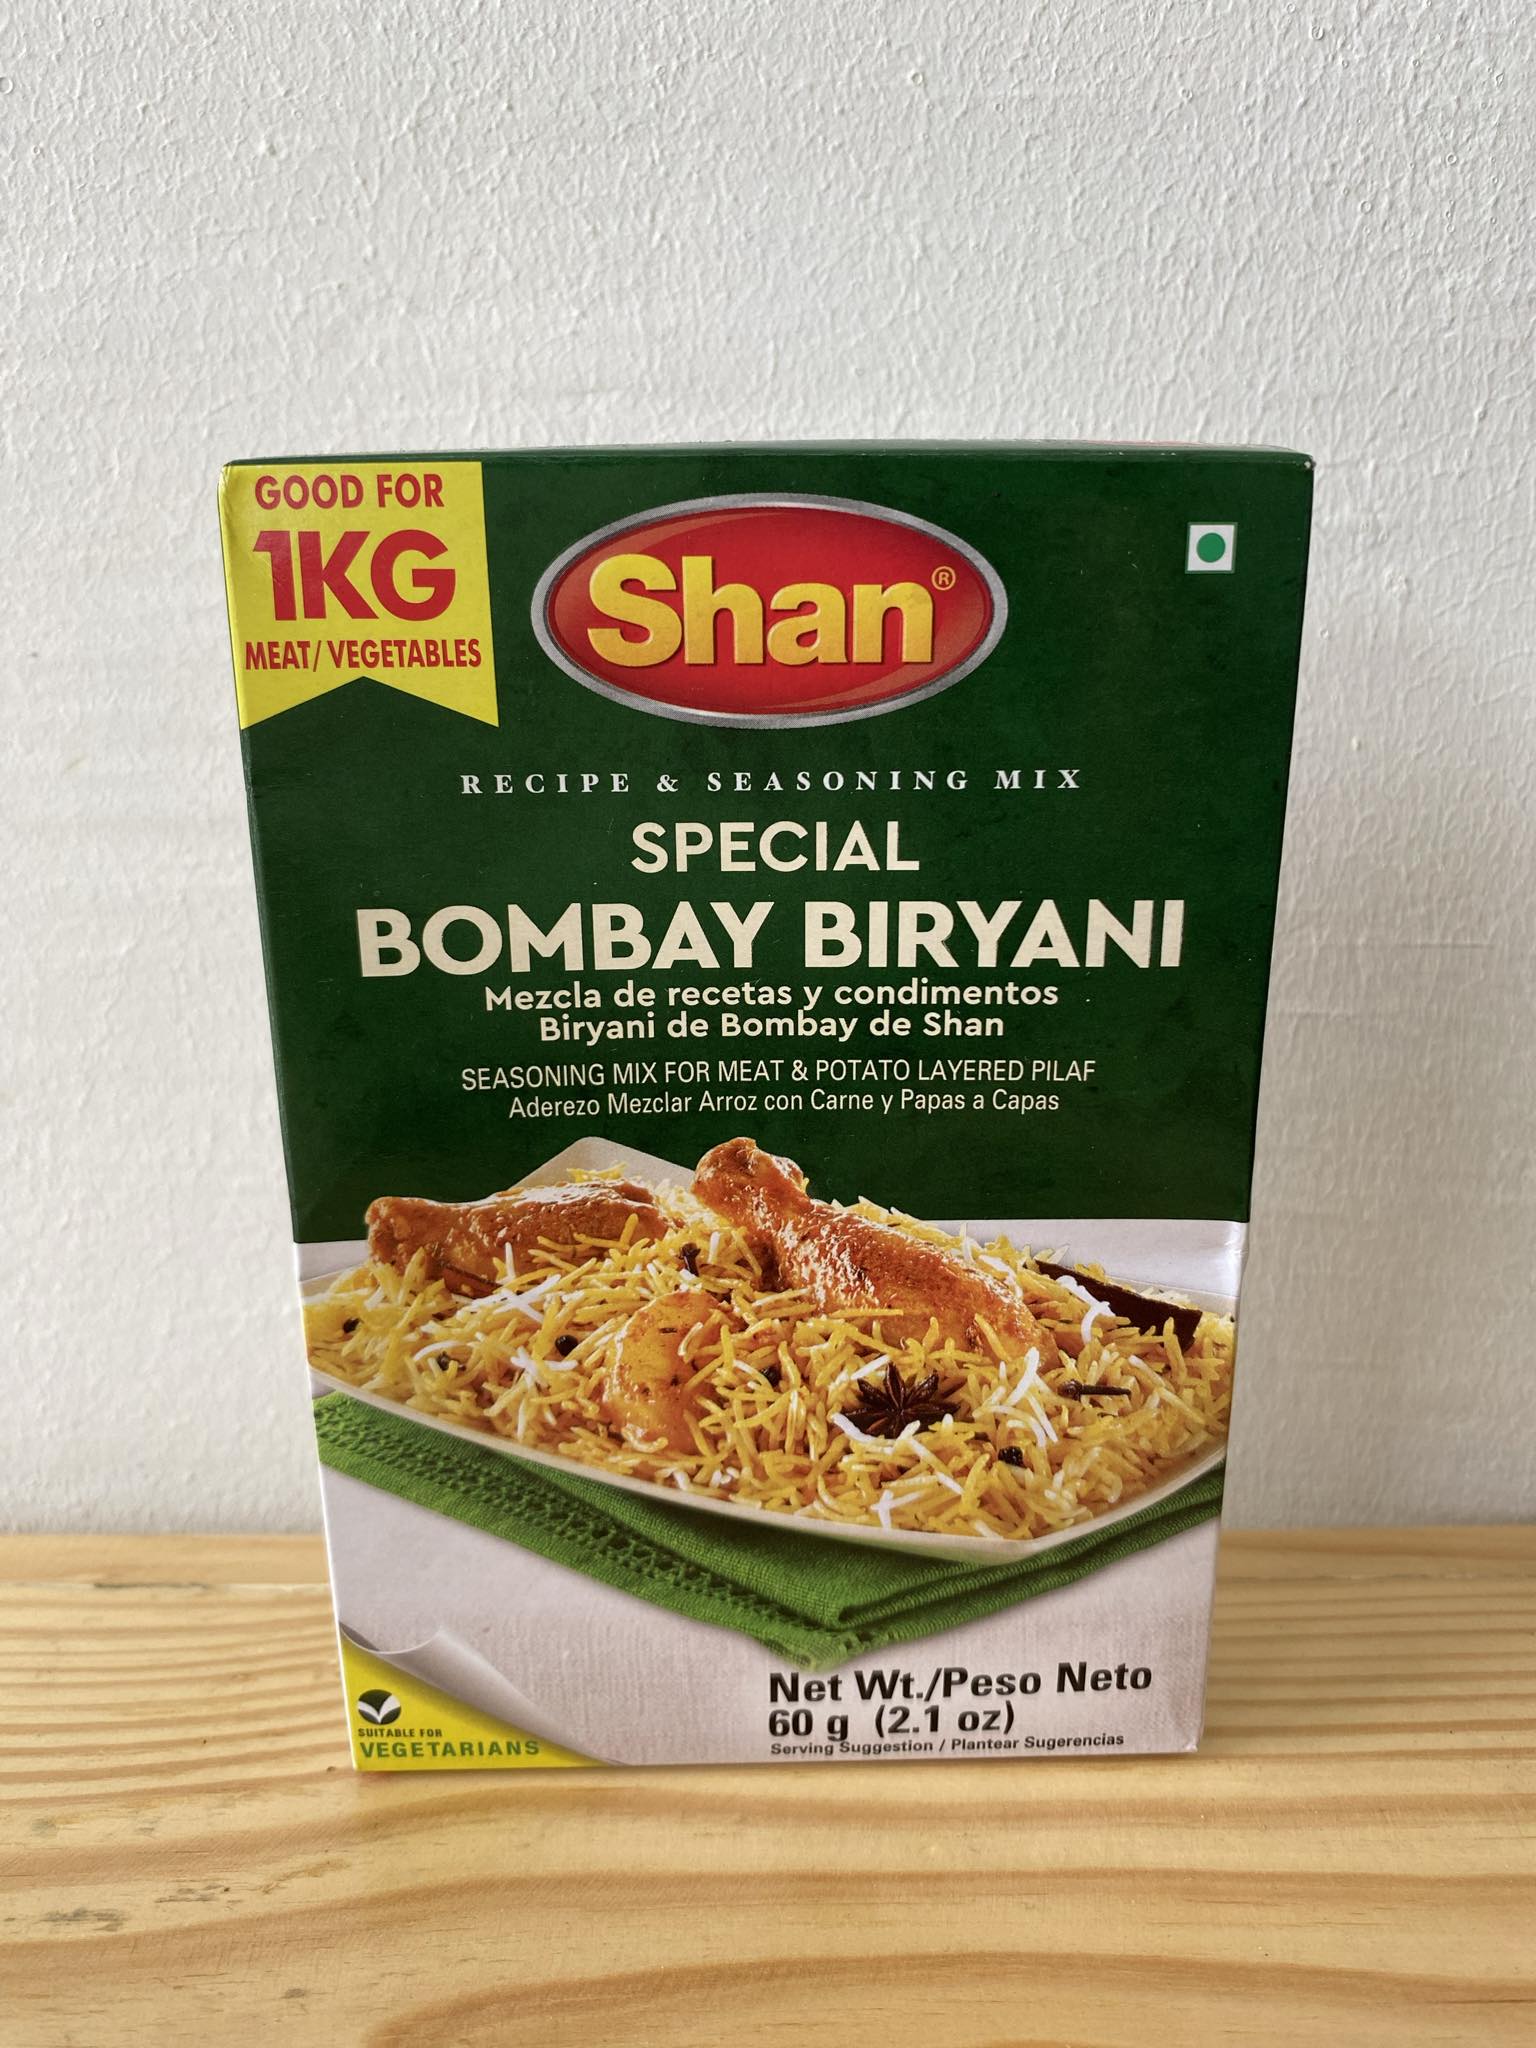 GOOD FOR
1KG
MEAT/VEGETABLES
Shan®
RECIPE & SEASONING MIX
SPECIAL
BOMBAY BIRYANI
Mezcla de recetas y condimentos
Biryani de Bombay de Shan
SEASONING MIX FOR MEAT & POTATO LAYERED PILAF
Aderezo Mezclar Arroz con Carne y Papas a Capas
SUITABLE FOR
VEGETARIANS
Net Wt./Peso Neto
60 g (2.1 oz)
Serving Suggestion / Plantear Sugerencias